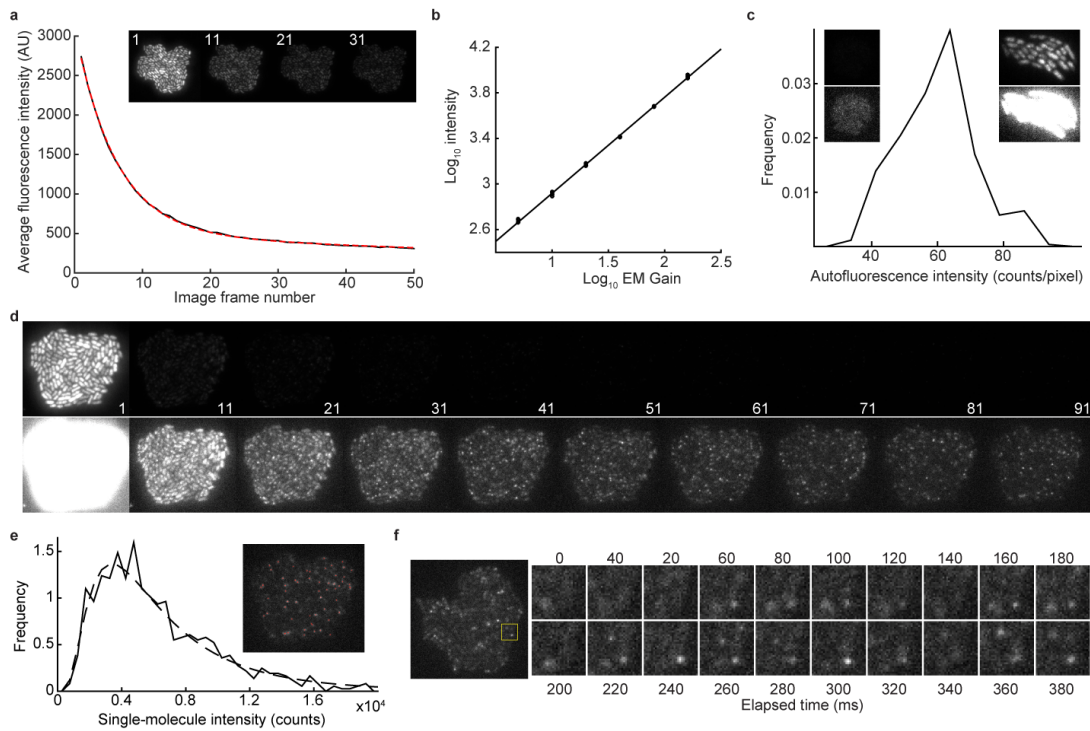 a
3000
2500
2000
1500
1000
500
0
Average fluorescence intensity (AU)
1 11 21 31
0 10 20 30 40 50
Image frame number
b
4.2
3.8
3.4
3
2.6
Log10 intensity
1 1.5 2 2.5
Log10 EM Gain
c
0.03
0.02
0.01
Frequency
40 60 80
Autofluorescence intensity (counts/pixel)
d
1 11 21 31 41 51 61 71 81 91
e
1.5
1
0.5
0
Frequency
0 0.4 0.8 1.2 1.6
x10^4
Single-molecule intensity (counts)
f
0 40 20 60 80 100 120 140 160 180
200 220 240 260 280 300 320 340 360 380
Elapsed time (ms)